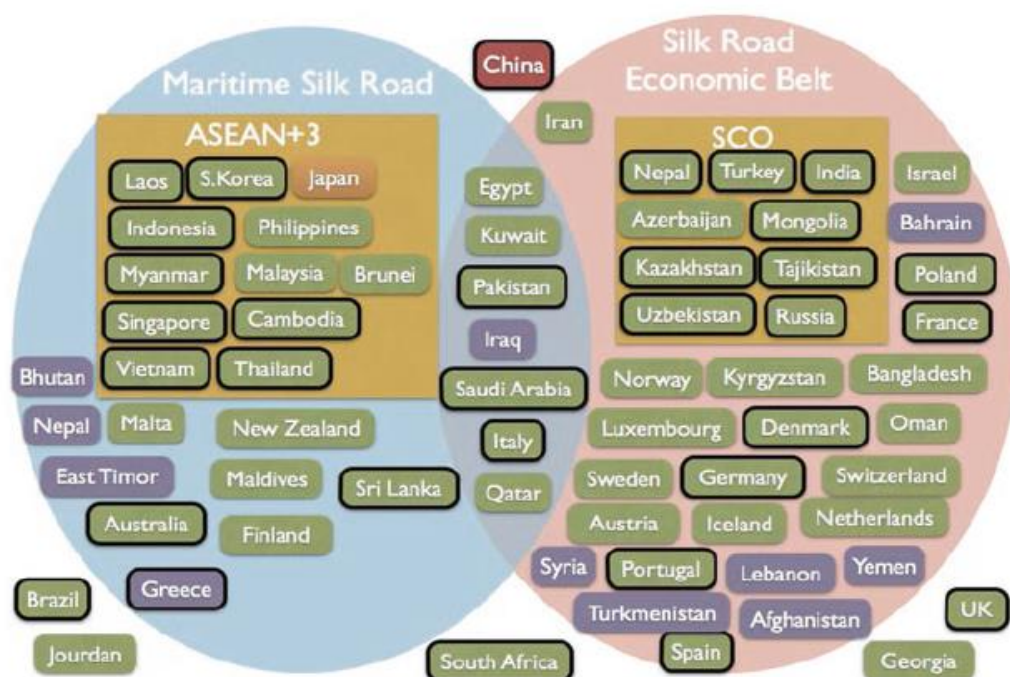 China
Maritime Silk Road
Silk Road
Economic Belt
ASEAN+3
Laos
S.Korea
Japan
Indonesia
Philippines
Myanmar
Malaysia
Brunei
Singapore
Cambodia
Vietnam
Thailand
Bhutan
Nepal
Malta
New Zealand
East Timor
Maldives
Sri Lanka
Australia
Finland
Greece
Brazil
Jourdan
Iran
Egypt
Kuwait
Pakistan
Iraq
Saudi Arabia
Italy
Qatar
South Africa
SCO
Nepal
Turkey
India
Azerbaijan
Mongolia
Kazakhstan
Tajikistan
Uzbekistan
Russia
Israel
Bahrain
Poland
France
Norway
Kyrgyzstan
Bangladesh
Luxembourg
Denmark
Oman
Sweden
Germany
Switzerland
Austria
Iceland
Netherlands
Syria
Portugal
Lebanon
Yemen
Turkmenistan
Afghanistan
Spain
UK
Georgia